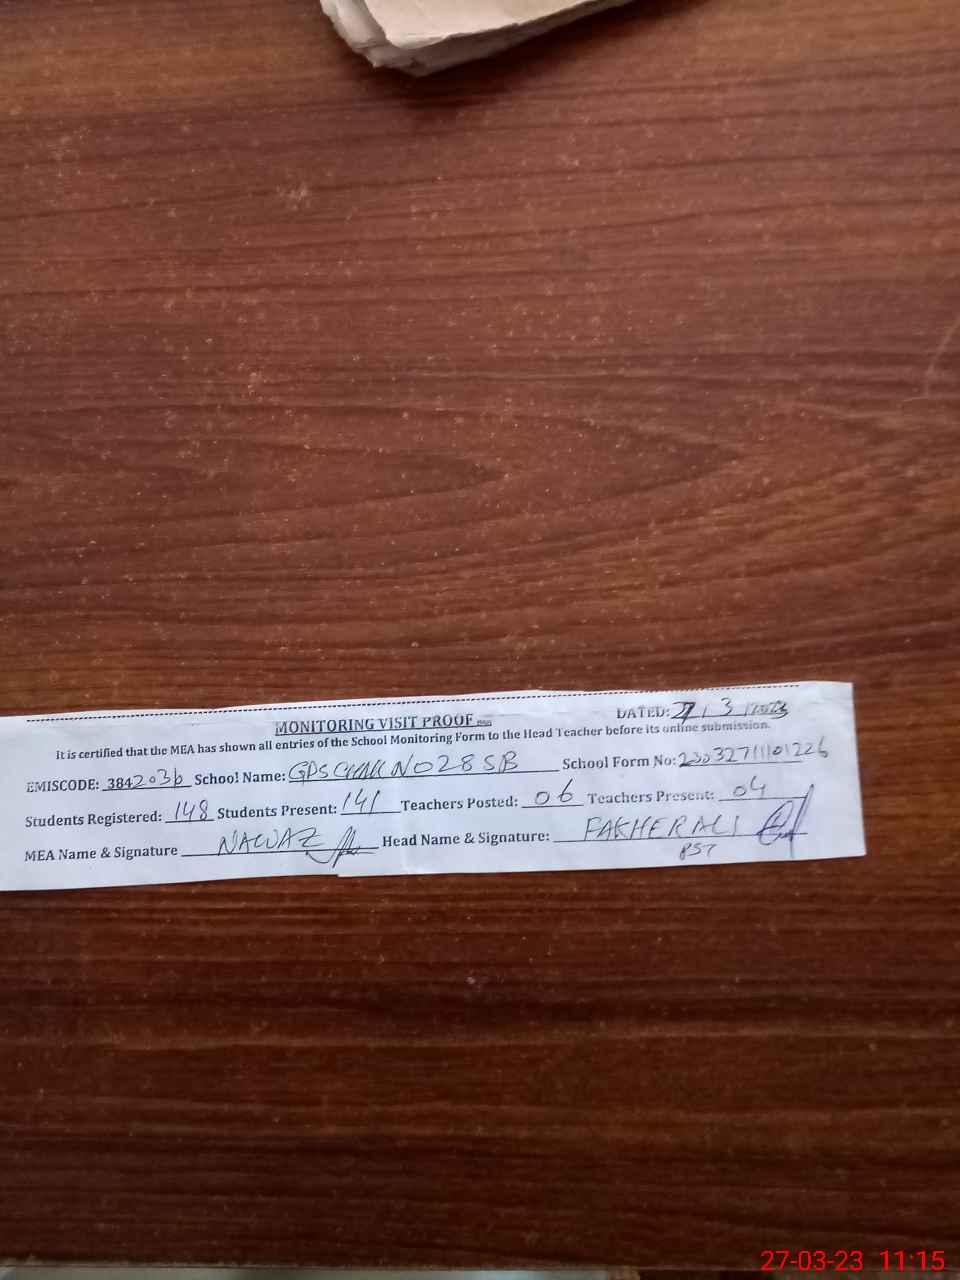 MONITORING VISIT PROOF
DATED: 27/3/2023
It is certified that the MEA has shown all entries of the School Monitoring Form to the Head Teacher before its online submission.
EMISCODE: 3842036 School Name: GPS CHAK NO 28 SB School Form No: 2303271101226
Students Registered: 148 Students Present: 141 Teachers Posted: 06 Teachers Present: 04
MEA Name & Signature NAWAZ Head Name & Signature: FAKHER ALI
PST
27-03-23 11:15